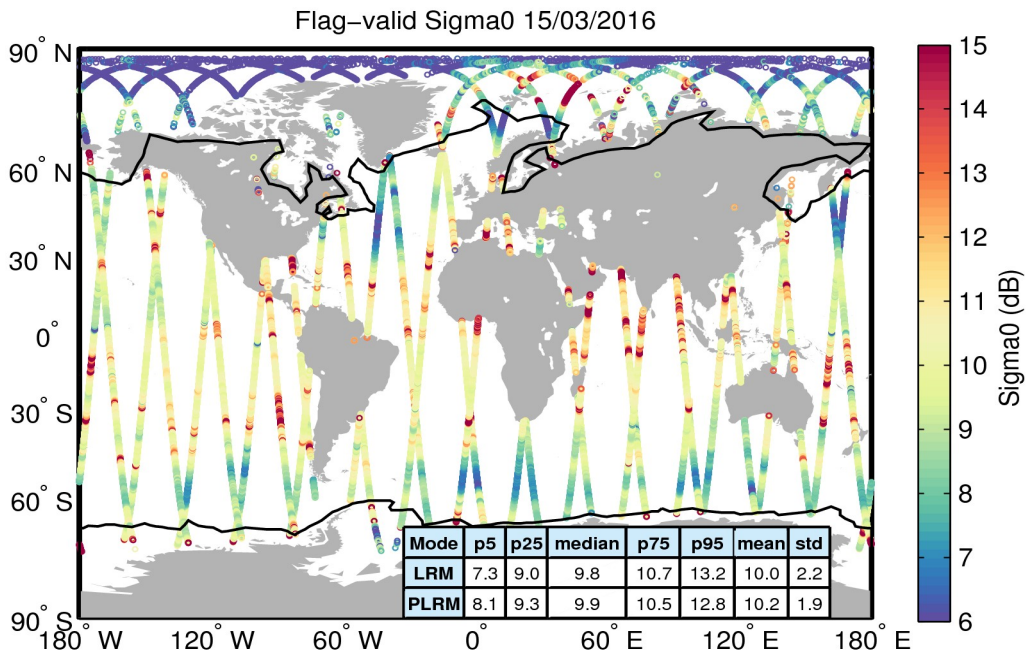 Flag−valid Sigma0 15/03/2016
90° N
60° N
30° N
0°
30° S
60° S
90° S
180° W
120° W
60° W
0°
60° E
120° E
180° E
Mode p5 p25 median p75 p95 mean std
LRM 7.3 9.0 9.8 10.7 13.2 10.0 2.2
PLRM 8.1 9.3 9.9 10.5 12.8 10.2 1.9
15
14
13
12
11
10
9
8
7
6
Sigma0 (dB)